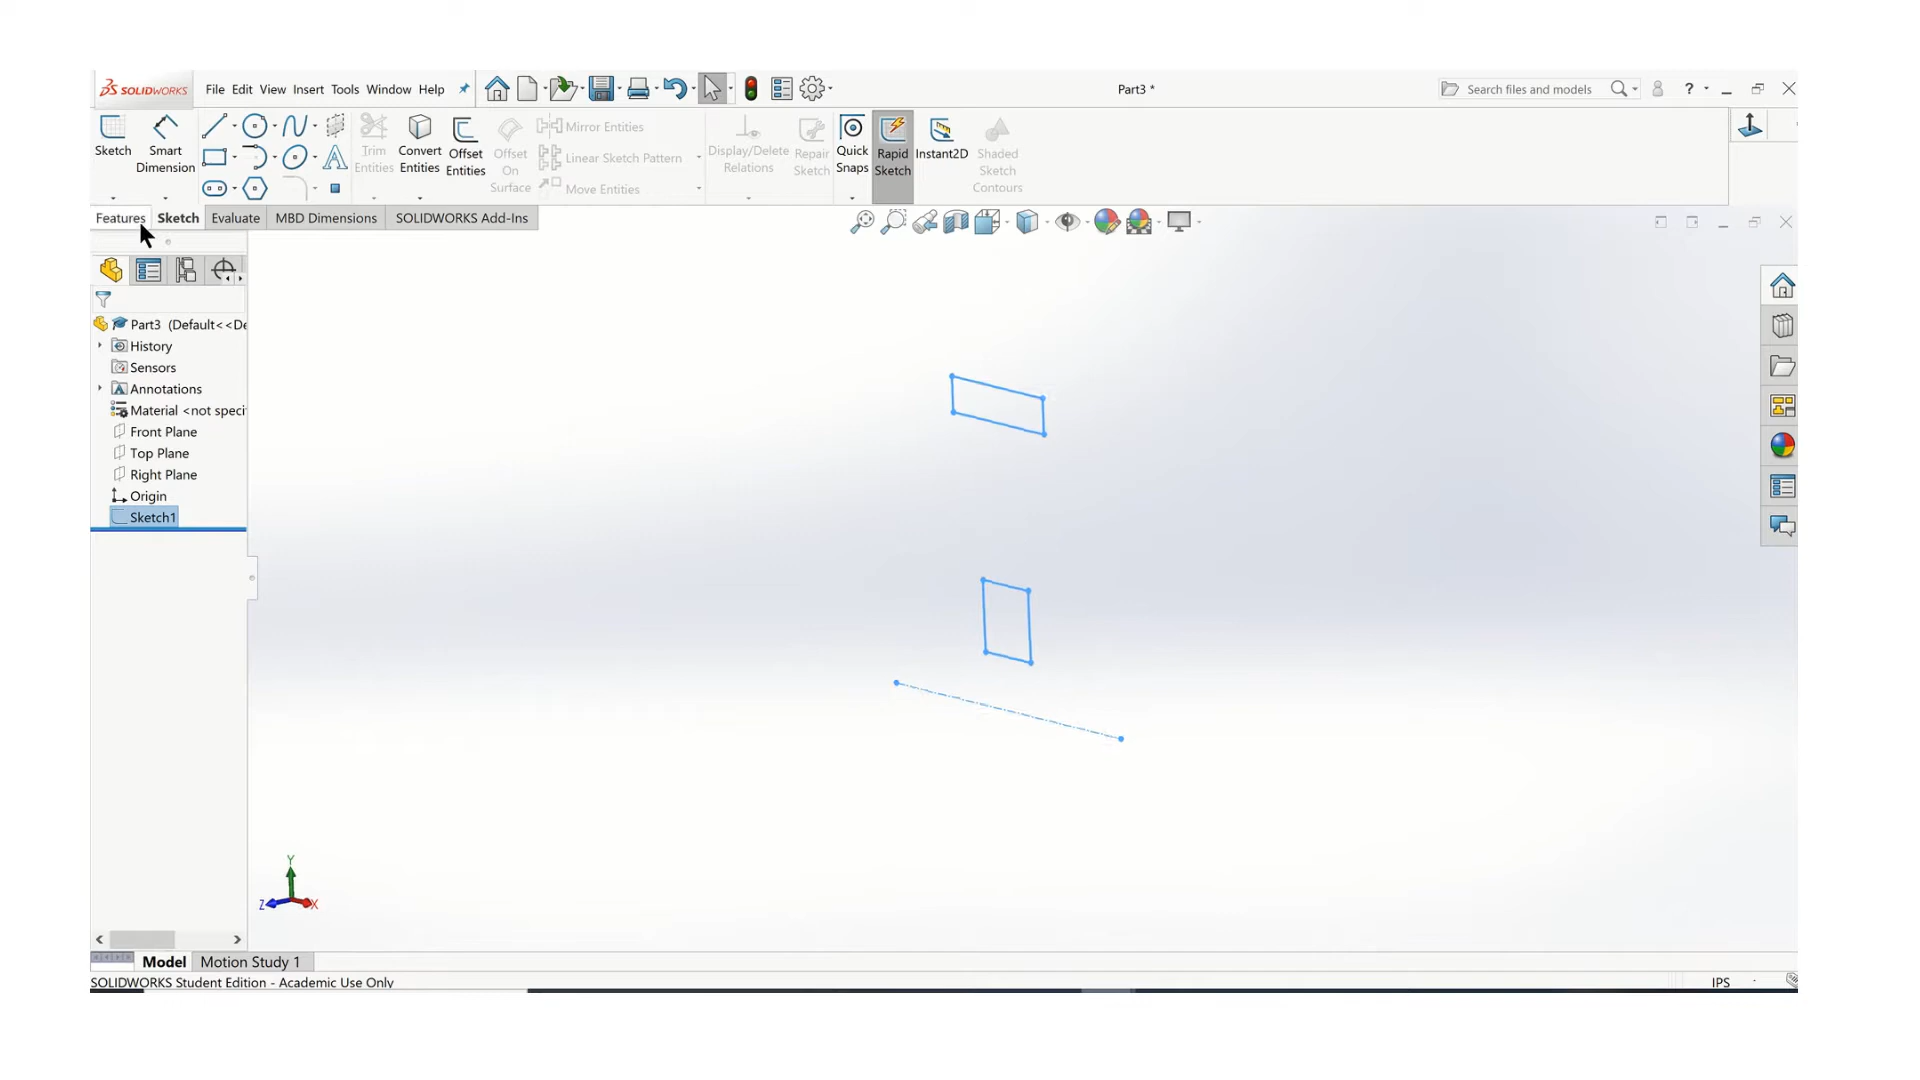 SOLIDWORKS File Edit View Insert Tools Window Help Part3 * Search files and models ?
Sketch Smart Dimension Trim Entities Convert Entities Offset Entities Offset On Surface Mirror Entities Linear Sketch Pattern Move Entities Display/Delete Relations Repair Sketch Quick Snaps Rapid Sketch Instant2D Shaded Sketch Contours
Features Sketch Evaluate MBD Dimensions SOLIDWORKS Add-Ins
Part3 (Default<<De
History
Sensors
Annotations
Material <not speci
Front Plane
Top Plane
Right Plane
Origin
Sketch1
Y
Z X
Model Motion Study 1
SOLIDWORKS Student Edition - Academic Use Only IPS